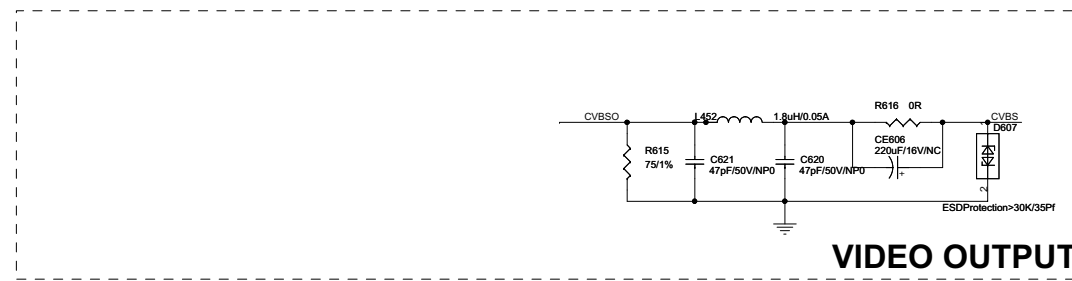 R616 0R
CVBSO
L452
1.8uH/0.05A
CVBS
D607
CE606
220uF/16V/NC
R615
75/1%
C621
47pF/50V/NP0
C620
47pF/50V/NP0
+
2
ESDProtection>30K/35Pf
VIDEO OUTPUT